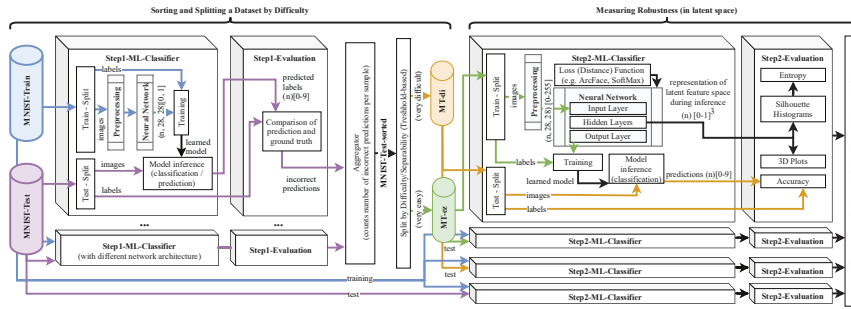 Sorting and Splitting a Dataset by Difficulty
Measuring Robustness (in latent space)
MNIST-Train
MNIST-Test
Step1-ML-Classifier
labels
Train - Split
images
Preprocessing
Neural Network
(n, 28, 28)[0, 1]
Training
learned
model
Test - Split
images
labels
Model inference
(classification /
prediction)
Step1-Evaluation
predicted
labels
(n)[0-9]
Comparison of
prediction and
ground truth
incorrect
predictions
...
...
Step1-ML-Classifier
(with different network architecture)
Step1-Evaluation
Aggregator
(counts number of incorrect predictions per sample)
MNIST-Test-sorted
Split by Difficulty/Separability (Treshhold-based)
(very difficult)
(very easy)
MT-di
MT-ez
training
test
Step2-ML-Classifier
Train - Split
images
Preprocessing
(n, 28, 28) [0-255]
Loss (Distance) Function
(e.g. ArcFace, SoftMax)
Neural Network
Input Layer
Hidden Layers
Output Layer
labels
Training
learned model
Model
inference
(classification)
Test - Split
images
labels
representation of
latent feature space
during inference
(n) [0-1]3
predictions (n)[0-9]
Step2-Evaluation
Entropy
Silhouette
Histograms
3D Plots
Accuracy
test
Step2-ML-Classifier
Step2-Evaluation
test
Step2-ML-Classifier
Step2-Evaluation
Step2-ML-Classifier
Step2-Evaluation